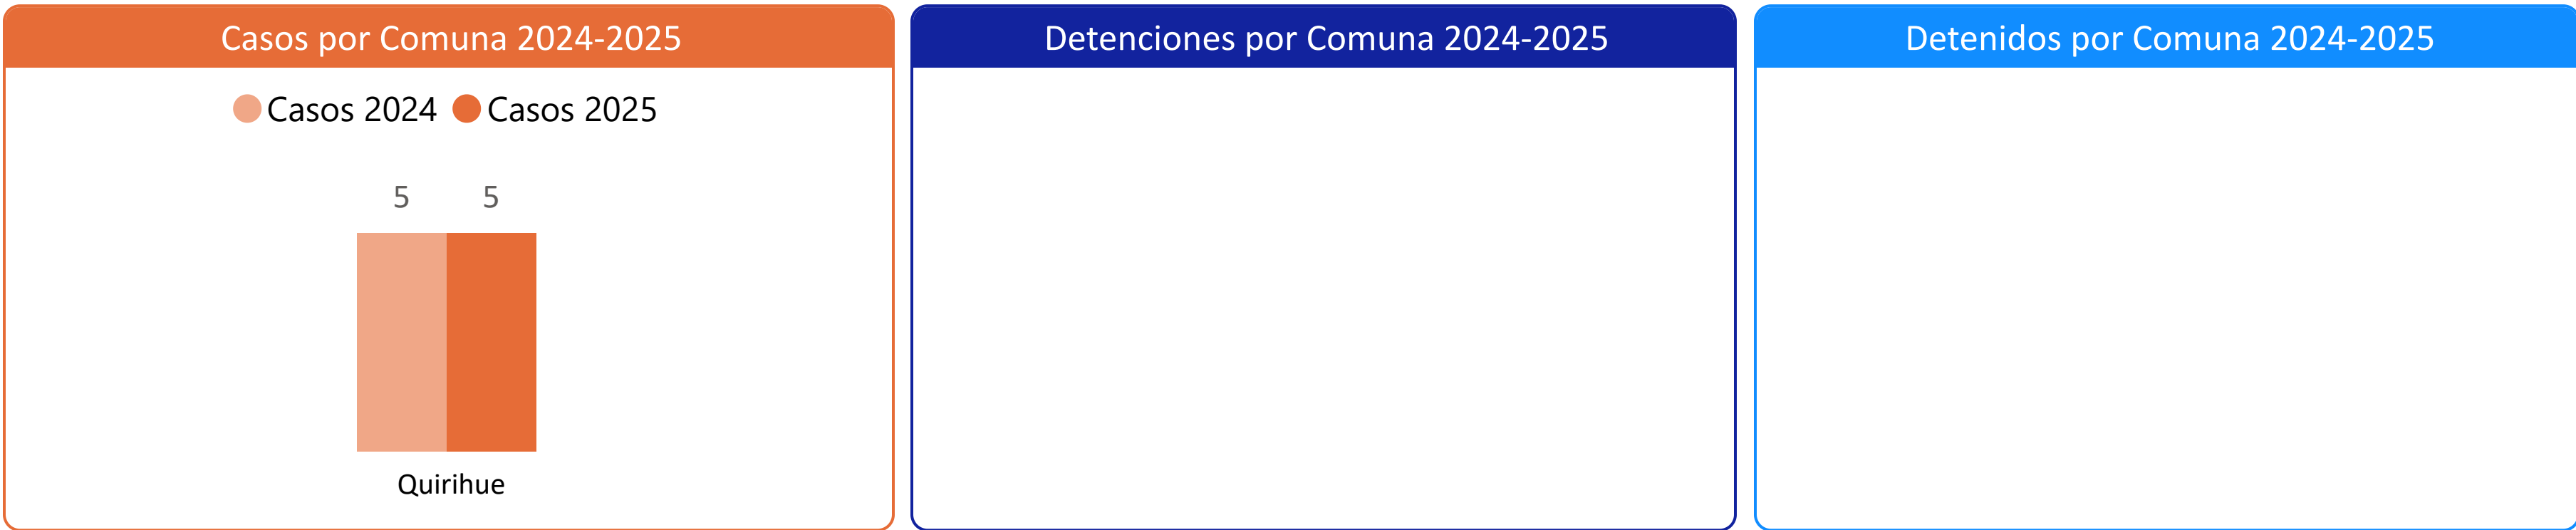 Casos por Comuna 2024-2025
Casos 2024 Casos 2025
5 5
Quirihue
Detenciones por Comuna 2024-2025
Detenidos por Comuna 2024-2025